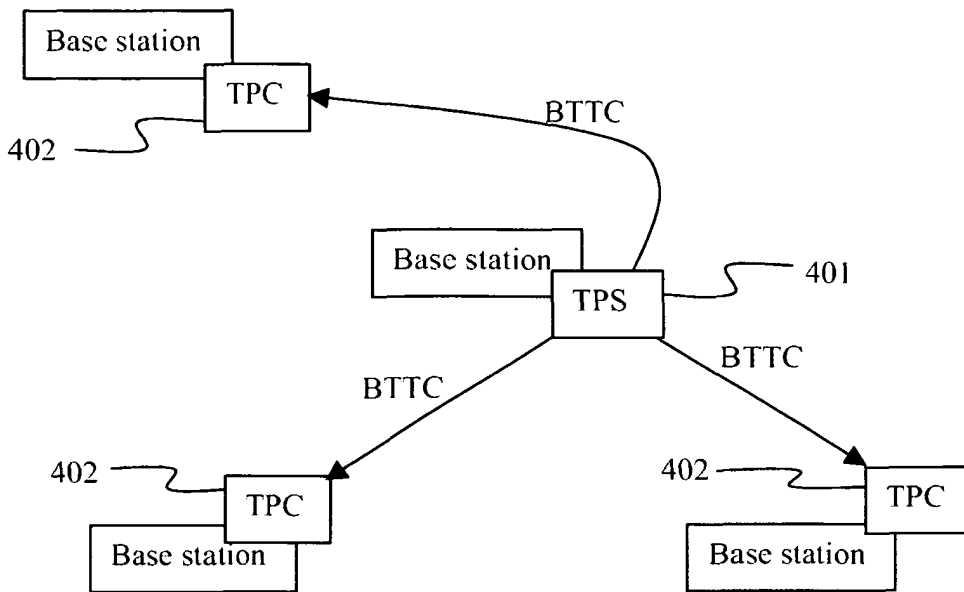 Base station
TPC
BTTC
402
Base station
401
TPS
BTTC
BTTC
402
402
TPC
TPC
Base station
Base station